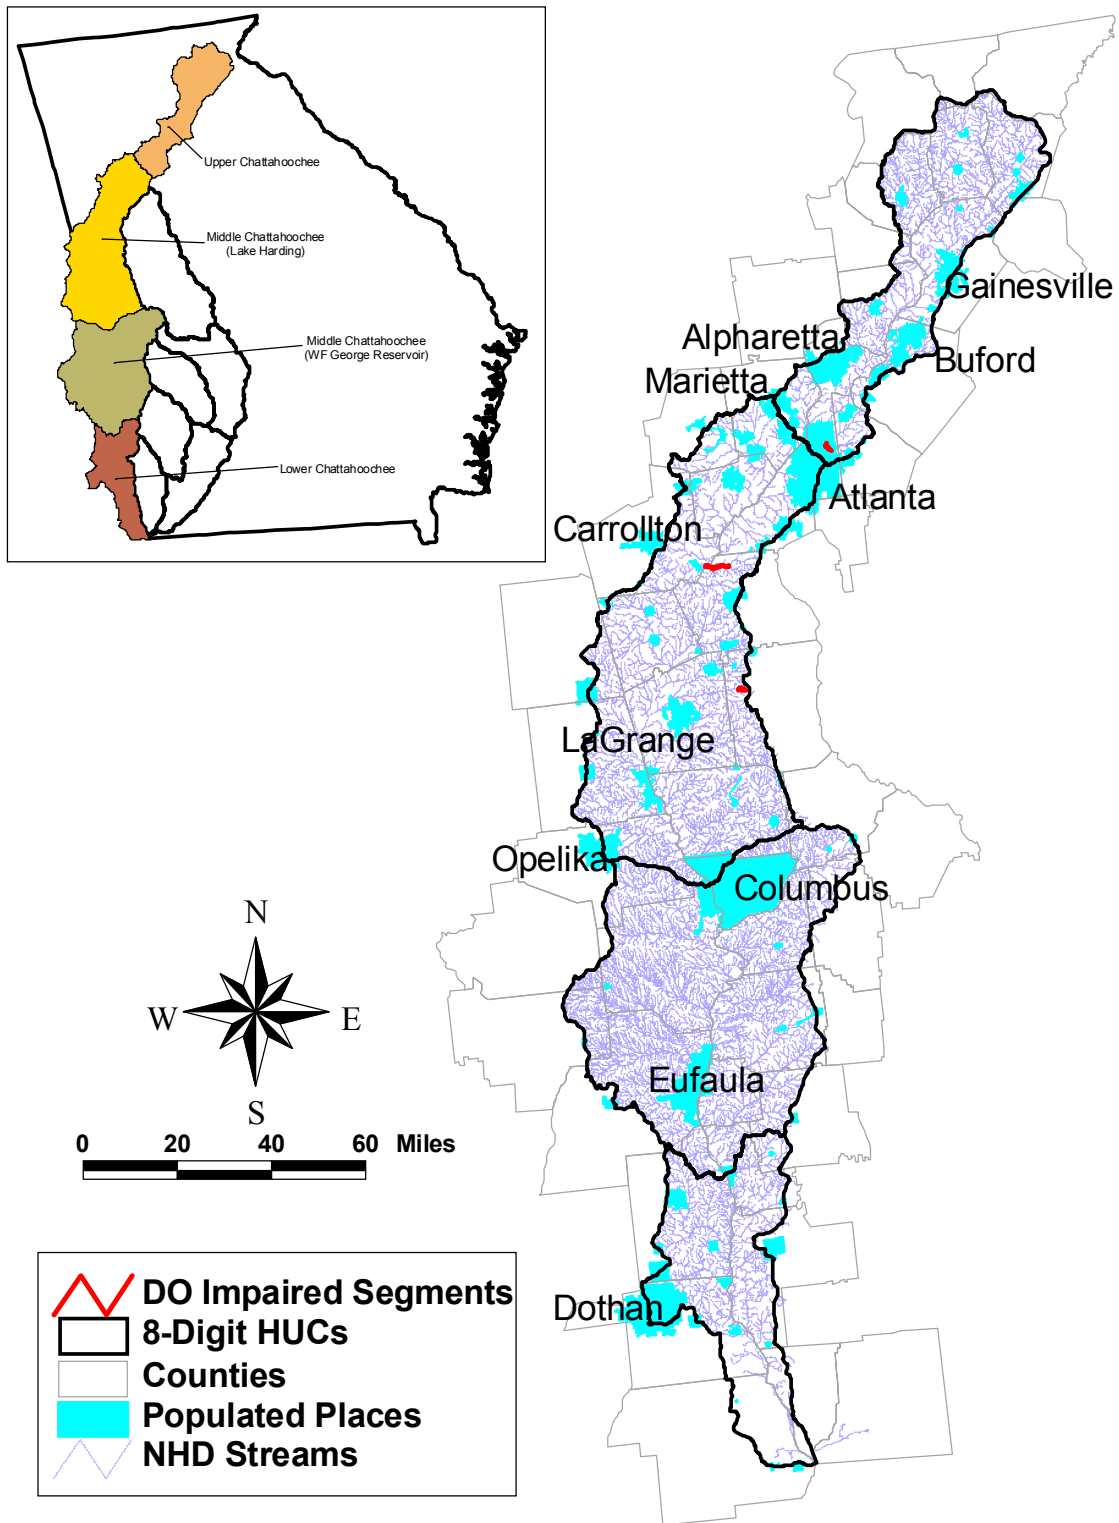 Upper Chattahoochee
Middle Chattahoochee
(Lake Harding)
Middle Chattahoochee
(WF George Reservoir)
Lower Chattahoochee
Gainesville
Alpharetta
Buford
Marietta
Atlanta
Carrollton
LaGrange
Opelika
Columbus
Eufaula
Dothan
N
W E
S
0 20 40 60 Miles
DO Impaired Segments
8-Digit HUCs
Counties
Populated Places
NHD Streams